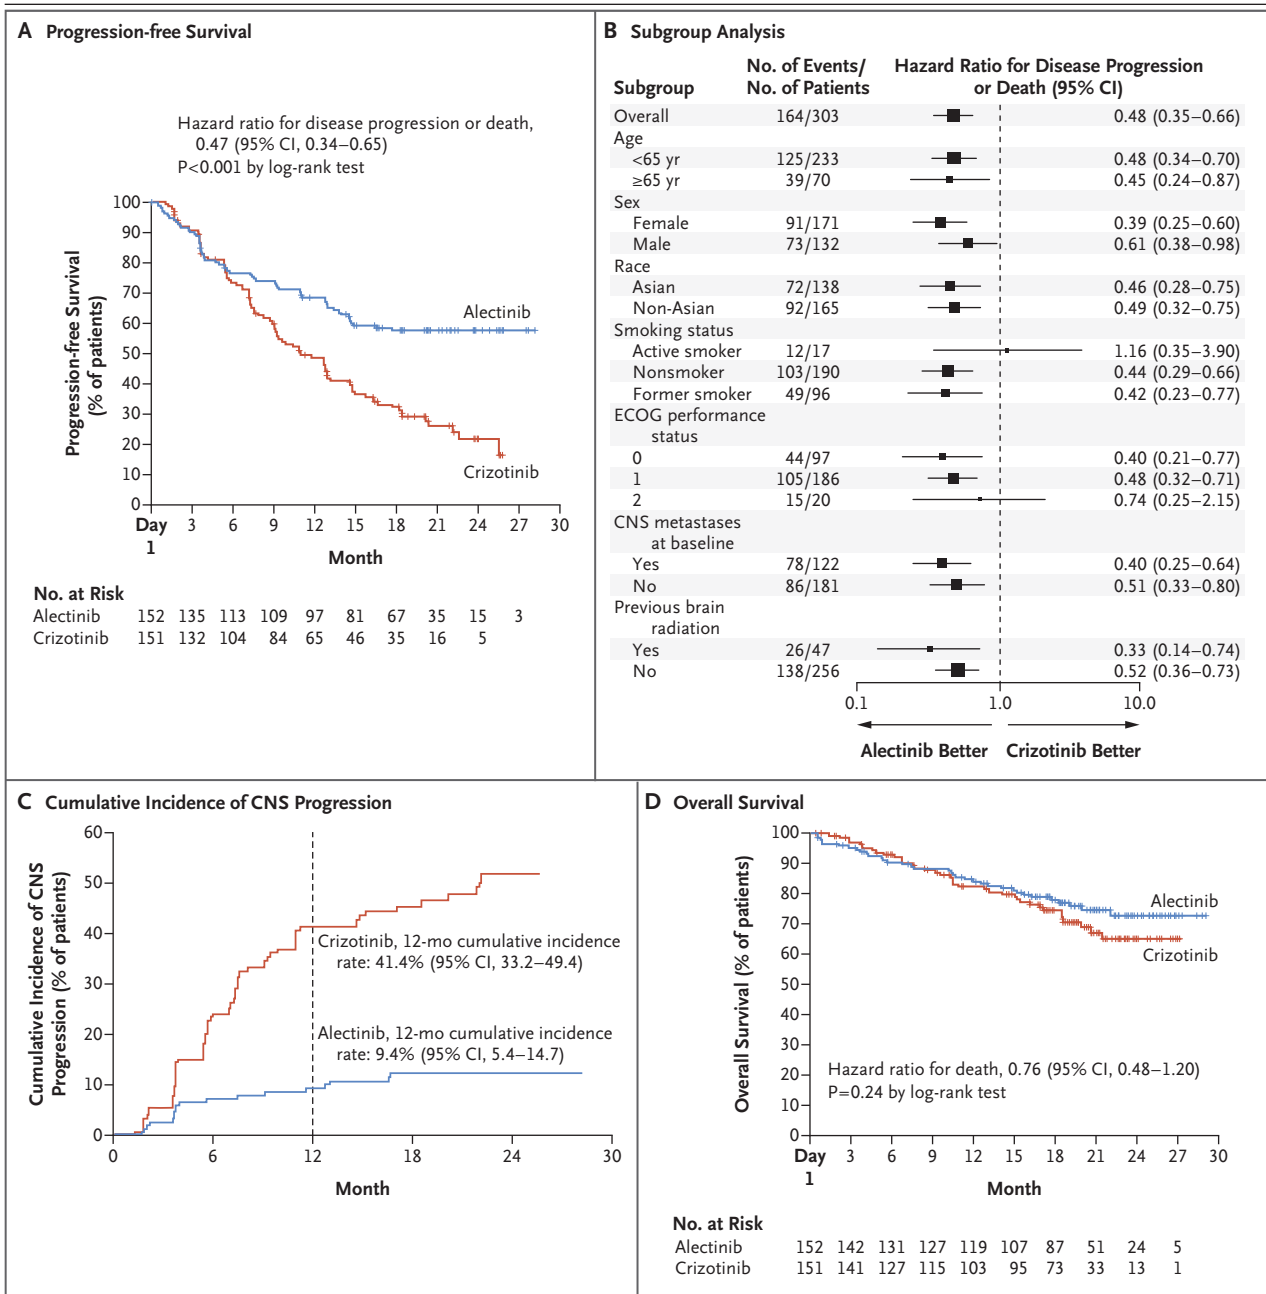 A Progression-free Survival
Hazard ratio for disease progression or death,
0.47 (95% CI, 0.34–0.65)
P<0.001 by log-rank test
Progression-free Survival
(% of patients)
100
90
80
70
60
50
40
30
20
10
0
Alectinib
Crizotinib
Day 1 3 6 9 12 15 18 21 24 27 30
Month
No. at Risk
Alectinib 152 135 113 109 97 81 67 35 15 3
Crizotinib 151 132 104 84 65 46 35 16 5
B Subgroup Analysis
Subgroup No. of Events/ No. of Patients Hazard Ratio for Disease Progression or Death (95% CI)
Overall 164/303 0.48 (0.35–0.66)
Age
<65 yr 125/233 0.48 (0.34–0.70)
≥65 yr 39/70 0.45 (0.24–0.87)
Sex
Female 91/171 0.39 (0.25–0.60)
Male 73/132 0.61 (0.38–0.98)
Race
Asian 72/138 0.46 (0.28–0.75)
Non-Asian 92/165 0.49 (0.32–0.75)
Smoking status
Active smoker 12/17 1.16 (0.35–3.90)
Nonsmoker 103/190 0.44 (0.29–0.66)
Former smoker 49/96 0.42 (0.23–0.77)
ECOG performance
status
0 44/97 0.40 (0.21–0.77)
1 105/186 0.48 (0.32–0.71)
2 15/20 0.74 (0.25–2.15)
CNS metastases
at baseline
Yes 78/122 0.40 (0.25–0.64)
No 86/181 0.51 (0.33–0.80)
Previous brain
radiation
Yes 26/47 0.33 (0.14–0.74)
No 138/256 0.52 (0.36–0.73)
0.1 1.0 10.0
Alectinib Better Crizotinib Better
C Cumulative Incidence of CNS Progression
Cumulative Incidence of CNS
Progression (% of patients)
60
50
40
30
20
10
0
Crizotinib, 12-mo cumulative incidence
rate: 41.4% (95% CI, 33.2–49.4)
Alectinib, 12-mo cumulative incidence
rate: 9.4% (95% CI, 5.4–14.7)
0 6 12 18 24 30
Month
D Overall Survival
Overall Survival (% of patients)
100
90
80
70
60
50
40
30
20
10
0
Alectinib
Crizotinib
Hazard ratio for death, 0.76 (95% CI, 0.48–1.20)
P=0.24 by log-rank test
Day 1 3 6 9 12 15 18 21 24 27 30
Month
No. at Risk
Alectinib 152 142 131 127 119 107 87 51 24 5
Crizotinib 151 141 127 115 103 95 73 33 13 1